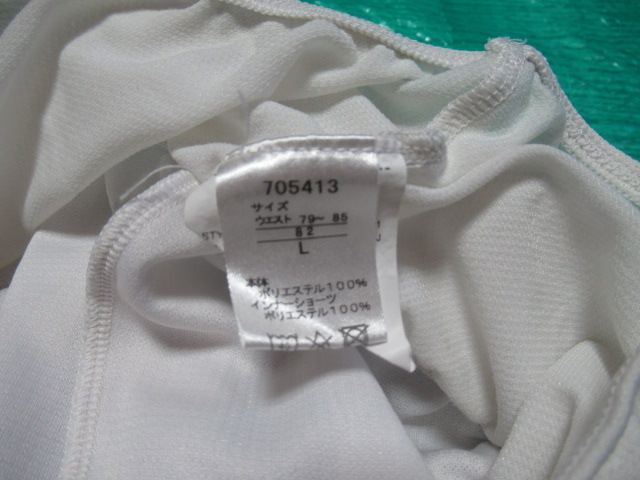 705413
サイズ
ウエスト 79～ 85
82
L
本体
ポリエステル100%
インナーショーツ
ポリエステル100%
STY